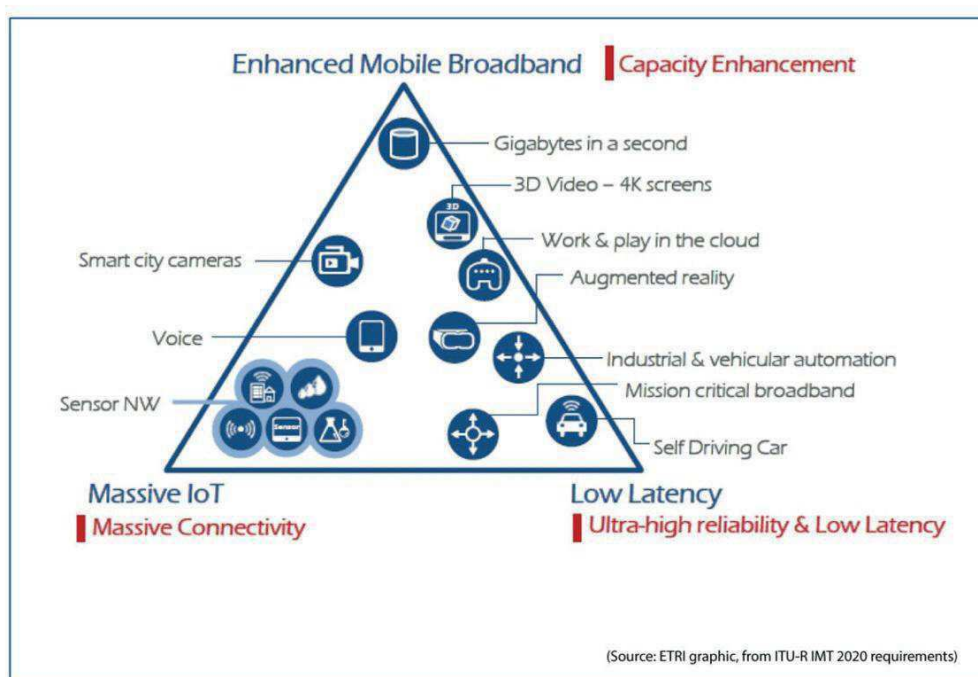 Enhanced Mobile Broadband
Capacity Enhancement
Gigabytes in a second
3D Video – 4K screens
3D
Work & play in the cloud
Smart city cameras
Augmented reality
Voice
Industrial & vehicular automation
Mission critical broadband
Sensor NW
Sensor
Self Driving Car
Massive IoT
Low Latency
Massive Connectivity
Ultra-high reliability & Low Latency
(Source: ETRI graphic, from ITU-R IMT 2020 requirements)